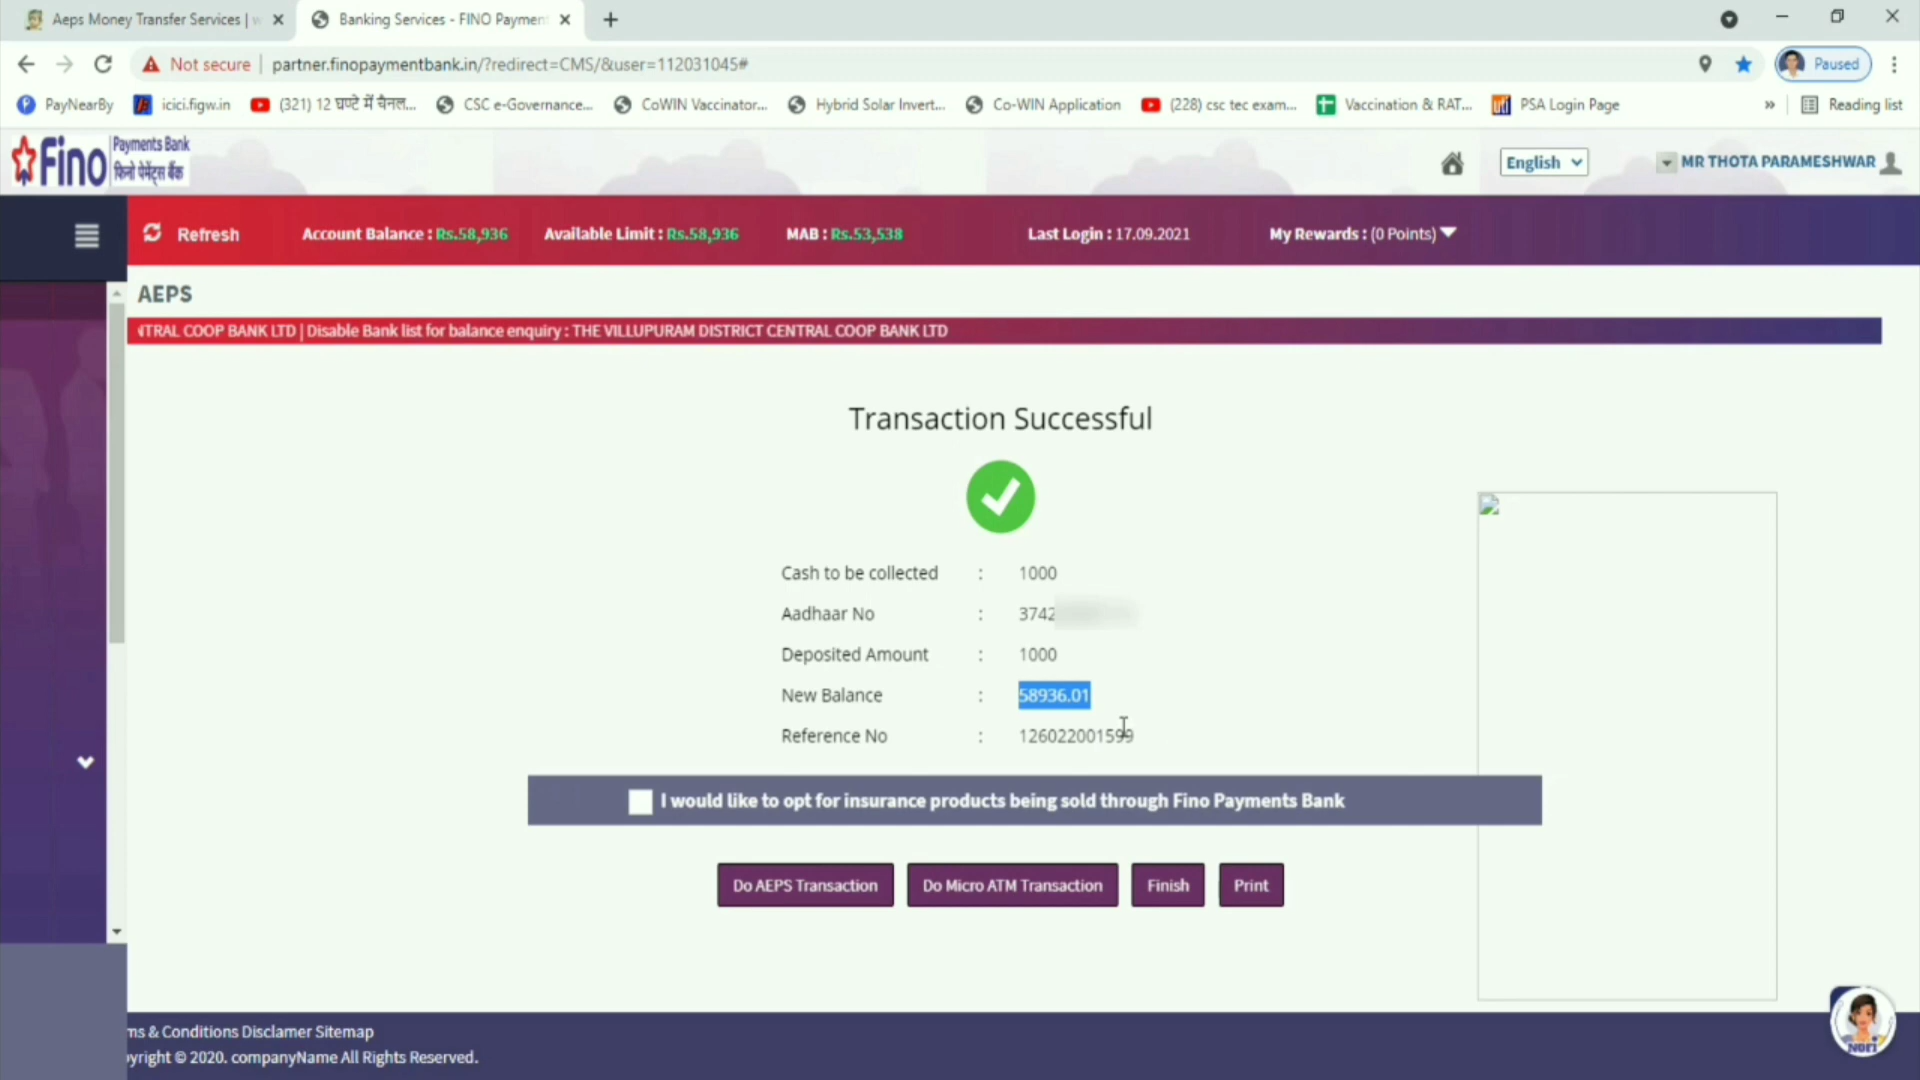 Aeps Money Transfer Services |
Banking Services - FINO Paymen
Not secure
partner.finopaymentbank.in/?redirect=CMS/&user=112031045#
Paused
PayNearBy
icici.figw.in
(321) 12 घण्टे में चैनल...
CSC e-Governance...
CoWIN Vaccinator...
Hybrid Solar Invert...
Co-WIN Application
(228) csc tec exam...
Vaccination & RAT...
PSA Login Page
»
Reading list
Fino Payments Bank
फिनो पेमेंट्स बैंक
English
MR THOTA PARAMESHWAR
Refresh
Account Balance : Rs.58,936
Available Limit : Rs.58,936
MAB : Rs.53,538
Last Login : 17.09.2021
My Rewards : (0 Points)
AEPS
NTRAL COOP BANK LTD | Disable Bank list for balance enquiry : THE VILLUPURAM DISTRICT CENTRAL COOP BANK LTD
Transaction Successful
Cash to be collected : 1000
Aadhaar No : 3742
Deposited Amount : 1000
New Balance : 58936.01
Reference No : 126022001599
I would like to opt for insurance products being sold through Fino Payments Bank
Do AEPS Transaction
Do Micro ATM Transaction
Finish
Print
ms & Conditions Disclamer Sitemap
pyright © 2020. companyName All Rights Reserved.